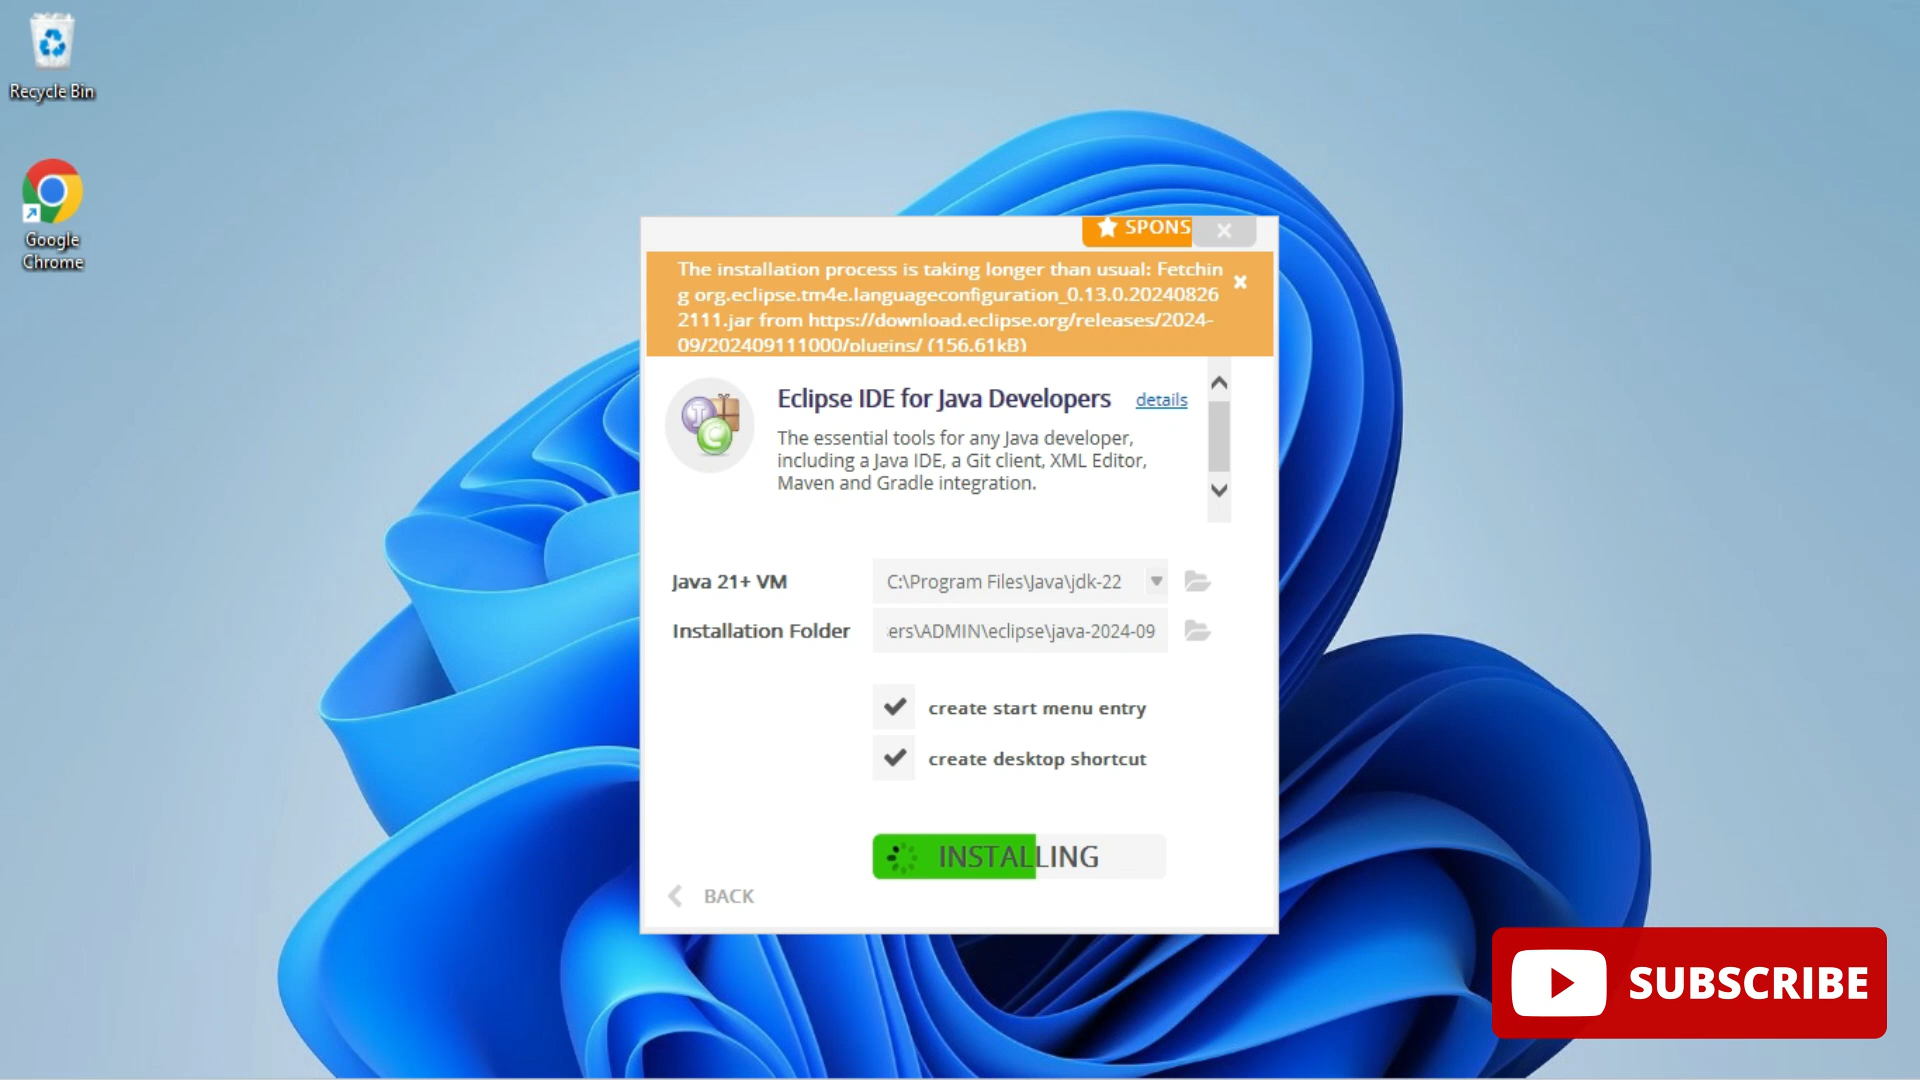 Recycle Bin
Google
Chrome
SPONS
The installation process is taking longer than usual: Fetchin
g org.eclipse.tm4e.languageconfiguration_0.13.0.20240826
2111.jar from https://download.eclipse.org/releases/2024-
09/202409111000/plugins/ (156.61kB)
Eclipse IDE for Java Developers details
The essential tools for any Java developer,
including a Java IDE, a Git client, XML Editor,
Maven and Gradle integration.
Java 21+ VM C:\Program Files\Java\jdk-22
Installation Folder ers\ADMIN\eclipse\java-2024-09
create start menu entry
create desktop shortcut
INSTALLING
BACK
SUBSCRIBE